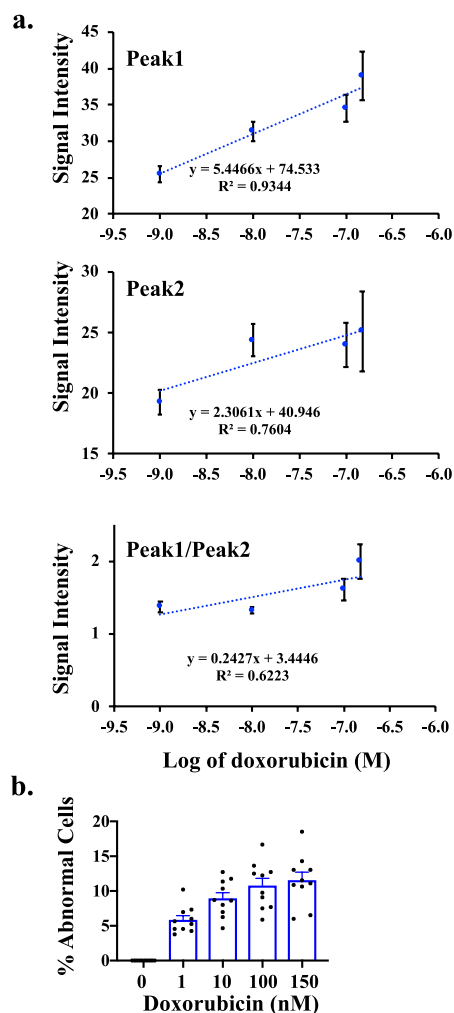 a.
Peak1
Signal Intensity
45
40
35
30
25
20
y = 5.4466x + 74.533
R² = 0.9344
-9.5 -9.0 -8.5 -8.0 -7.5 -7.0 -6.5 -6.0
Peak2
Signal Intensity
30
25
20
15
y = 2.3061x + 40.946
R² = 0.7604
-9.5 -9.0 -8.5 -8.0 -7.5 -7.0 -6.5 -6.0
Peak1/Peak2
Signal Intensity
2
1
0
y = 0.2427x + 3.4446
R² = 0.6223
-9.5 -9.0 -8.5 -8.0 -7.5 -7.0 -6.5 -6.0
Log of doxorubicin (M)
b.
% Abnormal Cells
20
15
10
5
0
0 1 10 100 150
Doxorubicin (nM)